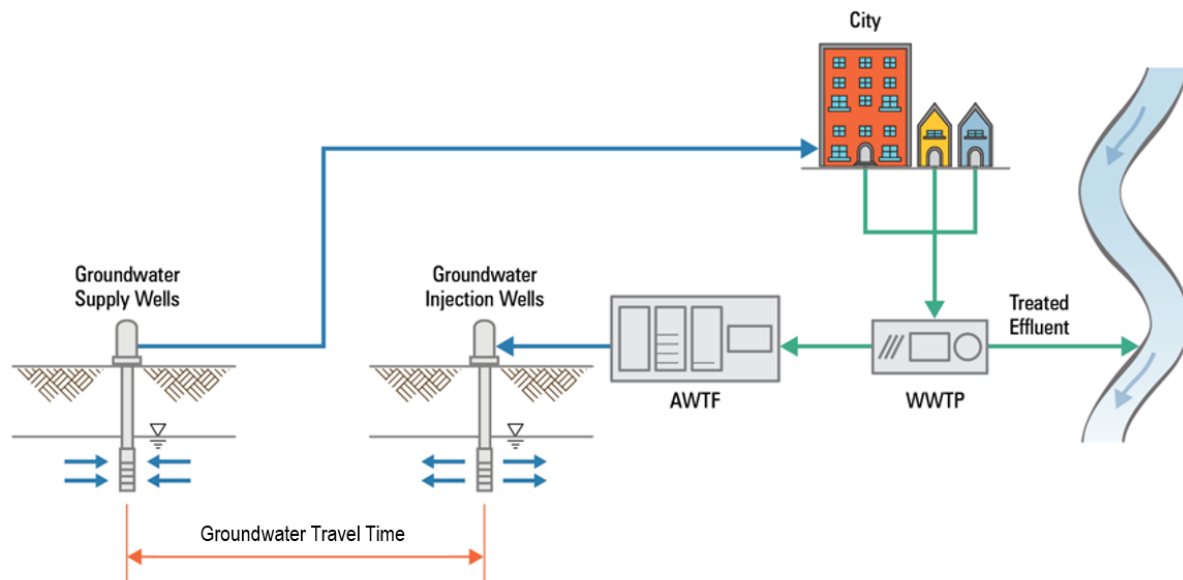 City
Groundwater
Supply Wells
Groundwater
Injection Wells
Treated
Effluent
AWTF
WWTP
Groundwater Travel Time